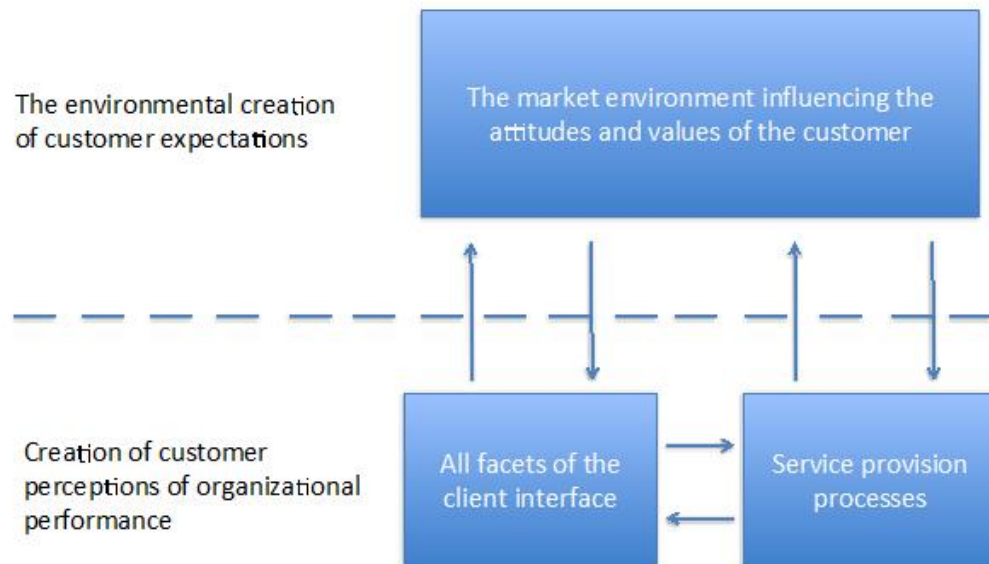 The environmental creation
of customer expectations
The market environment influencing the
attitudes and values of the customer
Creation of customer
perceptions of organizational
performance
All facets of the
client interface
Service provision
processes